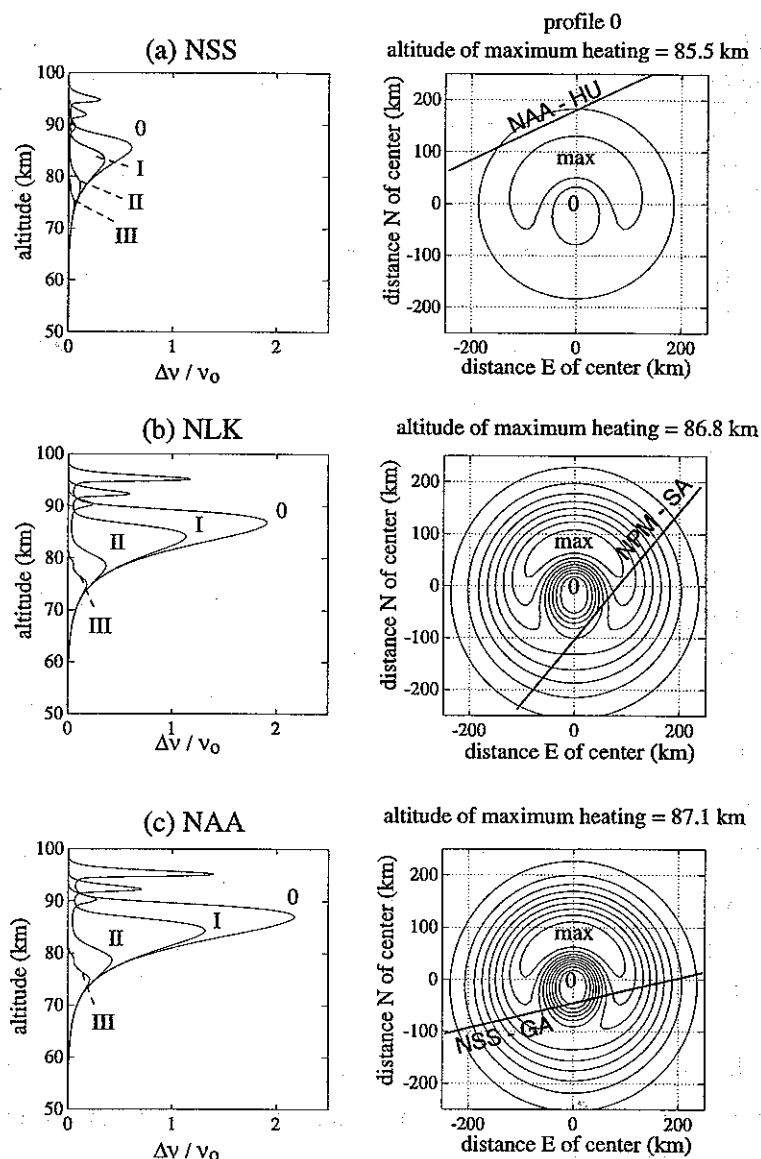 profile 0
(a) NSS
altitude of maximum heating = 85.5 km
100
90
80
70
60
50
altitude (km)
0
I
II
III
0
1
2
Δν / νo
200
100
0
-100
-200
distance N of center (km)
NAA - HU
max
0
-200
0
200
distance E of center (km)
(b) NLK
altitude of maximum heating = 86.8 km
100
90
80
70
60
50
altitude (km)
0
I
II
III
0
1
2
Δν / νo
200
100
0
-100
-200
distance N of center (km)
NPM - SA
max
0
-200
0
200
distance E of center (km)
(c) NAA
altitude of maximum heating = 87.1 km
100
90
80
70
60
50
altitude (km)
0
I
II
III
0
1
2
Δν / νo
200
100
0
-100
-200
distance N of center (km)
max
0
NSS - GA
-200
0
200
distance E of center (km)